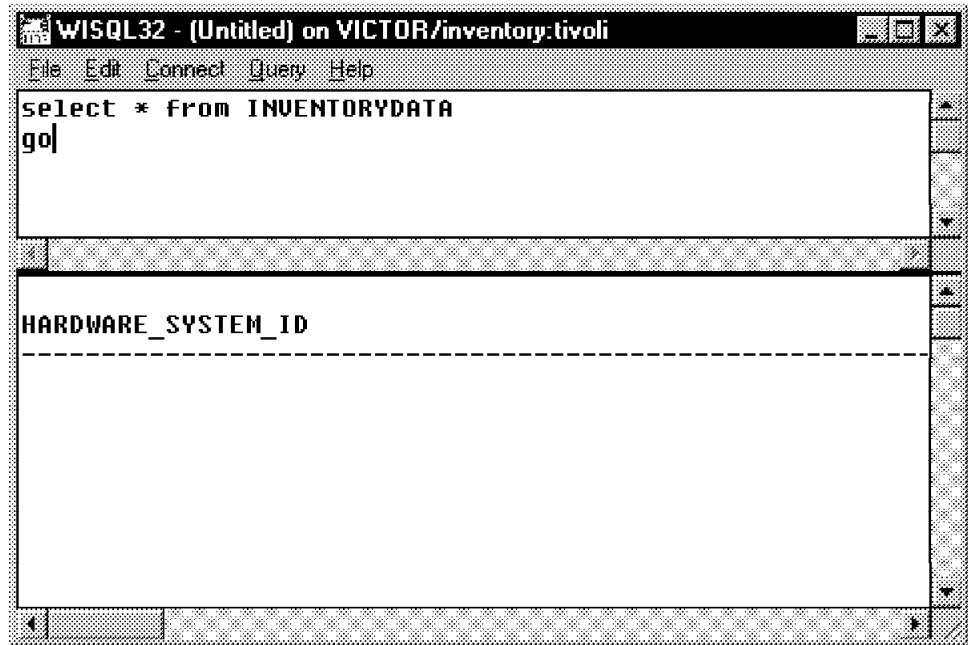 WISQL32 - (Untitled) on VICTOR/inventory:tivoli
File Edit Connect Query Help
select * from INVENTORYDATA
go
HARDWARE_SYSTEM_ID
---------------------------------------------------------